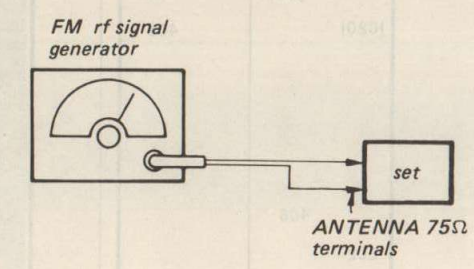 FM rf signal
generator
set
ANTENNA 75Ω
terminals